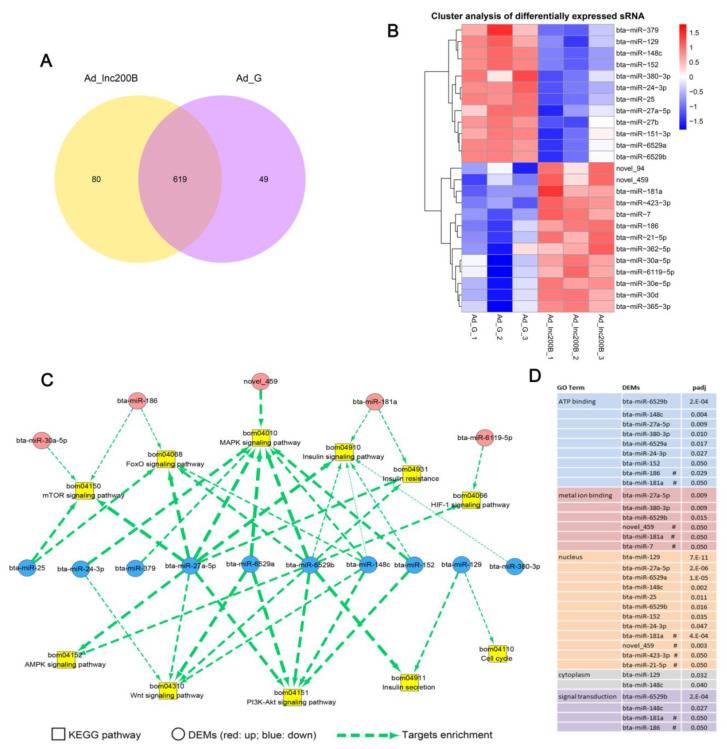 A
Ad_lnc200B
Ad_G
80
619
49
B
Cluster analysis of differentially expressed sRNA
bta−miR−379
bta−miR−129
bta−miR−148c
bta−miR−152
bta−miR−380−3p
bta−miR−24−3p
bta−miR−25
bta−miR−27a−5p
bta−miR−27b
bta−miR−151−3p
bta−miR−6529a
bta−miR−6529b
novel_94
novel_459
bta−miR−181a
bta−miR−423−3p
bta−miR−7
bta−miR−186
bta−miR−21−5p
bta−miR−362−5p
bta−miR−30a−5p
bta−miR−6119−5p
bta−miR−30e−5p
bta−miR−30d
bta−miR−365−3p
1.5
1
0.5
0
−0.5
−1
−1.5
Ad_G_1
Ad_G_2
Ad_G_3
Ad_lnc200B_1
Ad_lnc200B_2
Ad_lnc200B_3
C
novel_459
bta-miR-186
bta-miR-181a
bta-miR-30a-5p
bta-miR-6119-5p
bom04010
MAPK signaling pathway
bom04068
FoxO signaling pathway
bom04910
Insulin signaling pathway
bom04150
mTOR signaling pathway
bom04931
Insulin resistance
bom04066
HIF-1 signaling pathway
bta-miR-25
bta-miR-24-3p
bta-miR-379
bta-miR-27a-5p
bta-miR-6529a
bta-miR-6529b
bta-miR-148c
bta-miR-152
bta-miR-129
bta-miR-380-3p
bom04152
AMPK signaling pathway
bom04310
Wnt signaling pathway
bom04151
PI3K-Akt signaling pathway
bom04911
Insulin secretion
bom04110
Cell cycle
KEGG pathway
DEMs (red: up; blue: down)
Targets enrichment
D
GO Term DEMs padj
ATP binding bta-miR-6529b 2.E-04
bta-miR-148c 0.004
bta-miR-27a-5p 0.009
bta-miR-380-3p 0.010
bta-miR-6529a 0.017
bta-miR-24-3p 0.027
bta-miR-152 0.050
bta-miR-186 # 0.029
bta-miR-181a # 0.050
metal ion binding bta-miR-27a-5p 0.009
bta-miR-380-3p 0.009
bta-miR-6529b 0.015
novel_459 # 0.050
bta-miR-181a # 0.050
bta-miR-7 # 0.050
nucleus bta-miR-129 7.E-11
bta-miR-27a-5p 2.E-06
bta-miR-6529a 1.E-05
bta-miR-148c 0.002
bta-miR-25 0.011
bta-miR-6529b 0.016
bta-miR-152 0.035
bta-miR-24-3p 0.047
bta-miR-181a # 4.E-04
novel_459 # 0.003
bta-miR-423-3p # 0.050
bta-miR-21-5p # 0.050
cytoplasm bta-miR-129 0.032
bta-miR-148c 0.040
signal transduction bta-miR-6529b 2.E-04
bta-miR-148c 0.027
bta-miR-181a # 0.050
bta-miR-186 # 0.050